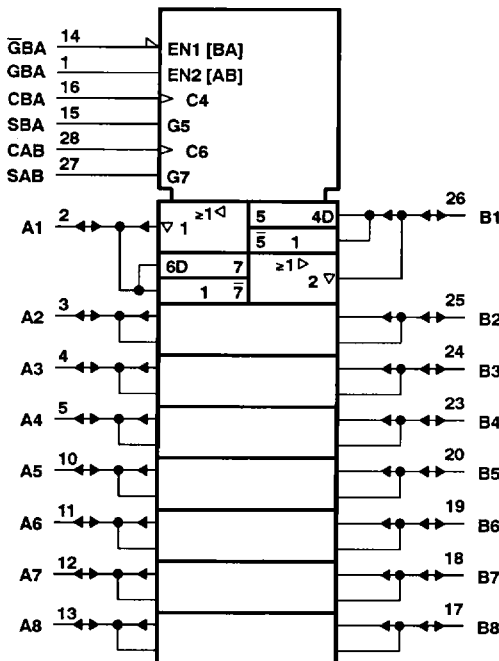 G̅BA 14 EN1 [BA]
GBA 1 EN2 [AB]
CBA 16 C4
SBA 15 G5
CAB 28 C6
SAB 27 G7
A1 2 1 ≥1 5 4D 26 B1
5̅ 1
6D 7 ≥1
1 7̅ 2
A2 3 25 B2
A3 4 24 B3
A4 5 23 B4
A5 10 20 B5
A6 11 19 B6
A7 12 18 B7
A8 13 17 B8